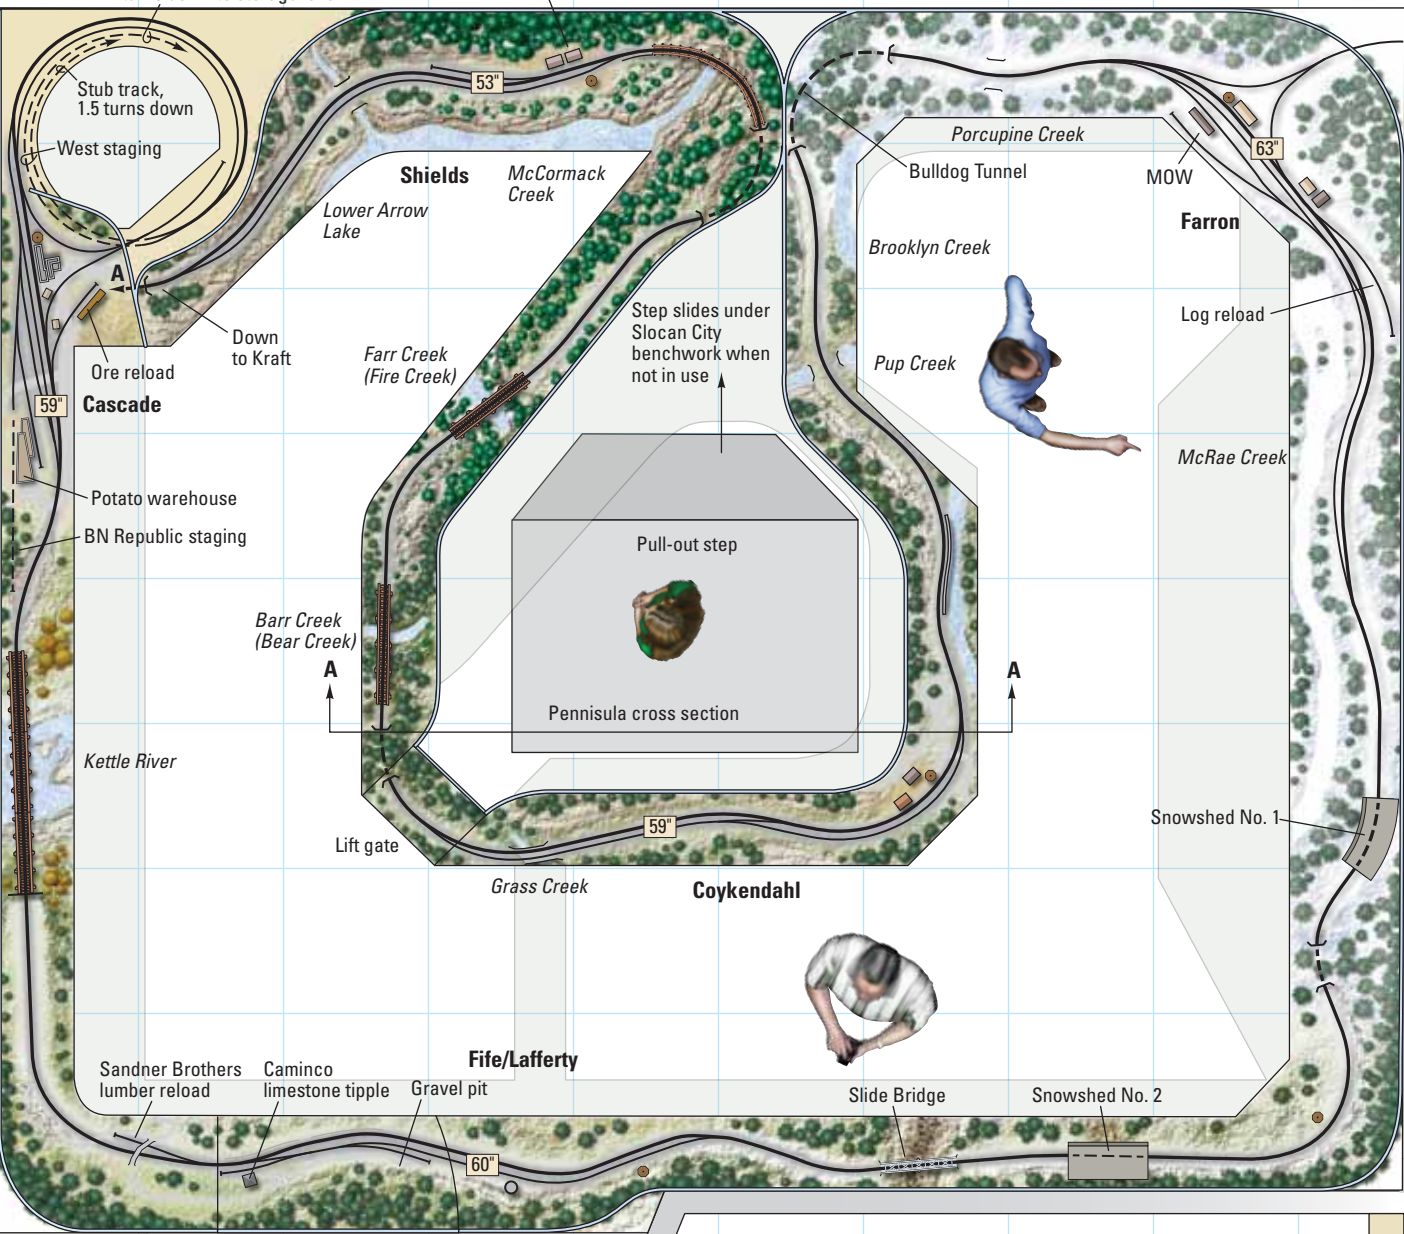 Stub track,
1.5 turns down
West staging
53"
Shields
McCormack
Creek
Lower Arrow
Lake
A
Down
to Kraft
Ore reload
59"
Cascade
Potato warehouse
BN Republic staging
Farr Creek
(Fire Creek)
Step slides under
Slocan City
benchwork when
not in use
Porcupine Creek
Bulldog Tunnel
MOW
63"
Farron
Brooklyn Creek
Pup Creek
Log reload
McRae Creek
Pull-out step
Barr Creek
(Bear Creek)
A
A
Pennisula cross section
Kettle River
Lift gate
59"
Grass Creek
Coykendahl
Snowshed No. 1
Fife/Lafferty
Sandner Brothers
lumber reload
Caminco
limestone tipple
Gravel pit
60"
Slide Bridge
Snowshed No. 2